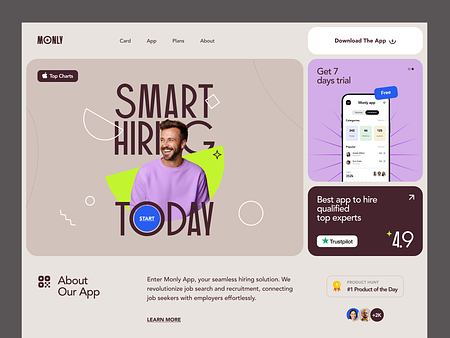 MONLY
Card
App
Plans
About
Download The App
Top Charts
SMART
HIRING
TODAY
START
Get 7
days trial
Free
Monly app
Categories
Popular
Best app to hire
qualified
top experts
Trustpilot
4.9
About
Our App
Enter Monly App, your seamless hiring solution. We
revolutionize job search and recruitment, connecting
job seekers with employers effortlessly.
LEARN MORE
PRODUCT HUNT
#1 Product of the Day
+2K